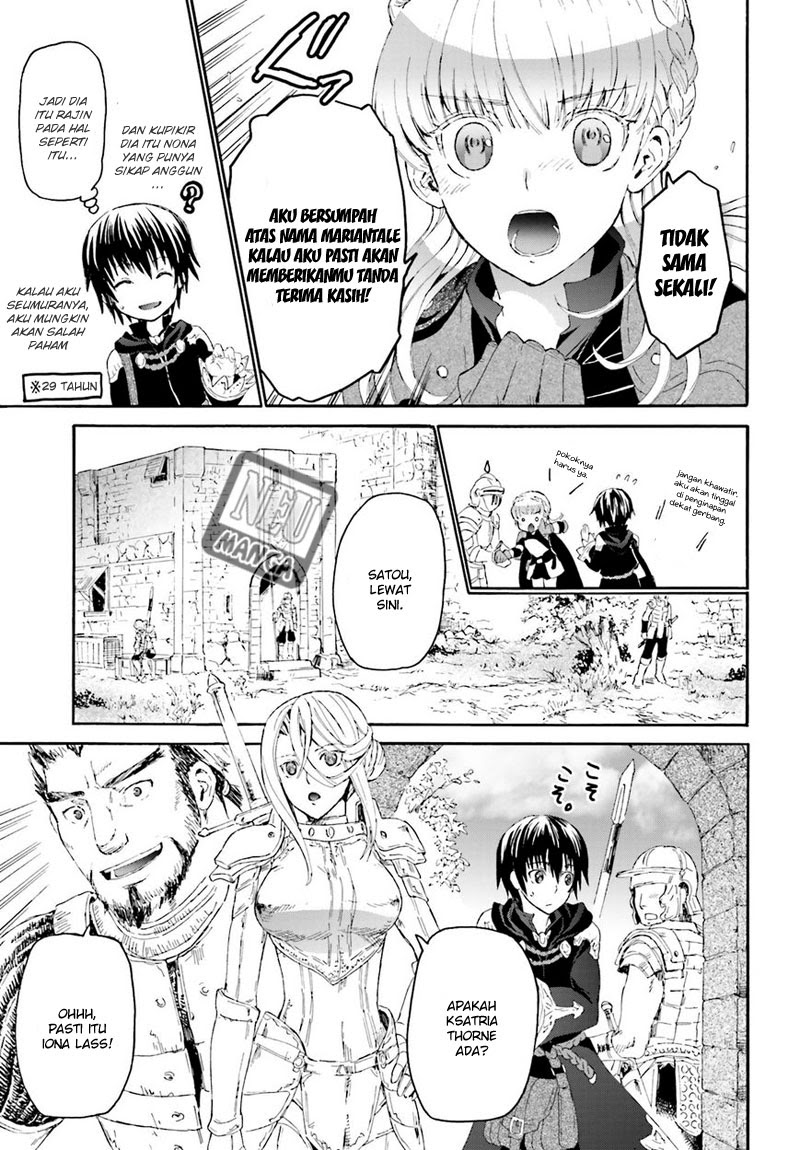 TIDAK
SAMA
SEKALI!
AKU BERSUMPAH
ATAS NAMA MARIANTALE
KALAU AKU PASTI AKAN
MEMBERIKANMU TANDA
TERIMA KASIH!
ビ゙ッ
DAN KUPIKIR
DIA ITU NONA
YANG PUNYA
SIKAP ANGGUN
...
JADI DIA
ITU RAJIN
PADA HAL
SEPERTI
ITU...
?
KALAU AKU
SEUMURANYA,
AKU MUNGKIN
AKAN SALAH
PAHAM
※29 TAHUN
jangan khawatir.
aku akan tinggal
di penginapan
dekat gerbang.
pokoknya
harus ya.
NEU
MANGA
SATOU,
LEWAT
SINI.
こそこそ。
APAKAH
KSATRIA
THORNE
ADA?
OHHH,
PASTI ITU
IONA LASS!